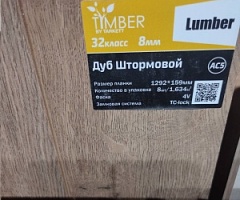 TIMBER
BY TARKETT
Lumber
32класс 8мм
Дуб Штормовой
AC5
Размер планки 1292*159мм
Количество в упаковке 8шт/1,634м²
Фаска 4V
Замковая система TC-lock